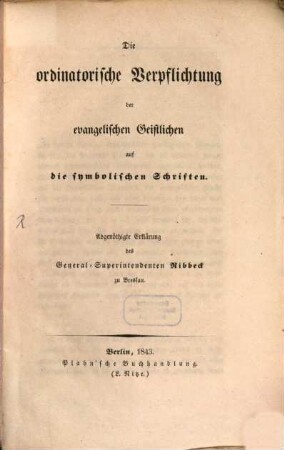 Die
ordinatorische Verpflichtung
der
evangelischen Geistlichen
auf
die symbolischen Schriften.
Abgenöthigte Erklärung
des
General-Superintendenten Ribbeck
zu Breslau.
Berlin, 1843.
Plahn'sche Buchhandlung.
(L. Nitze.)